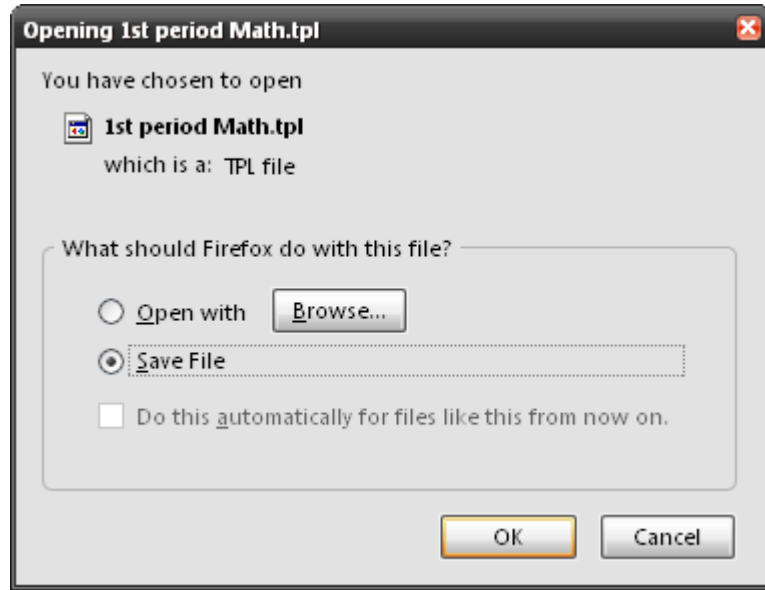 Opening 1st period Math.tpl
You have chosen to open
1st period Math.tpl
which is a: TPL file
What should Firefox do with this file?
Open with Browse...
Save File
Do this automatically for files like this from now on.
OK Cancel